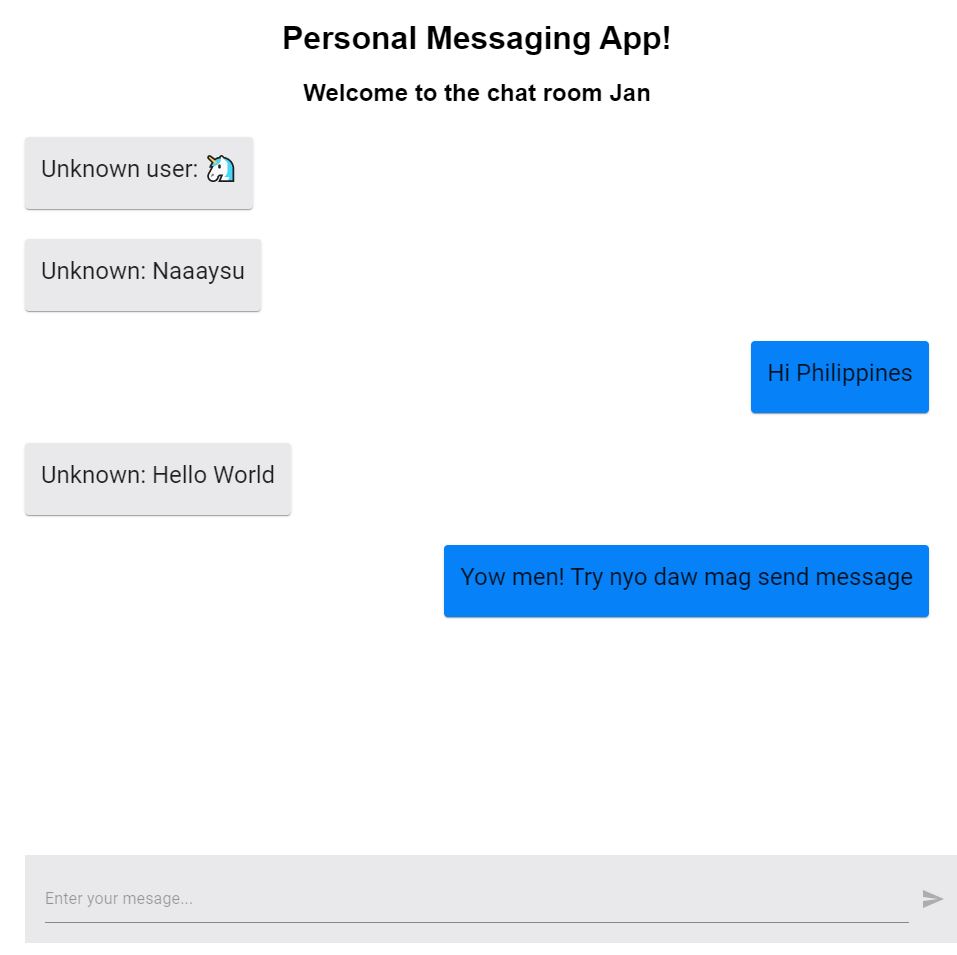 Personal Messaging App!
Welcome to the chat room Jan
Unknown user: 🦄
Unknown: Naaaysu
Hi Philippines
Unknown: Hello World
Yow men! Try nyo daw mag send message
Enter your mesage...